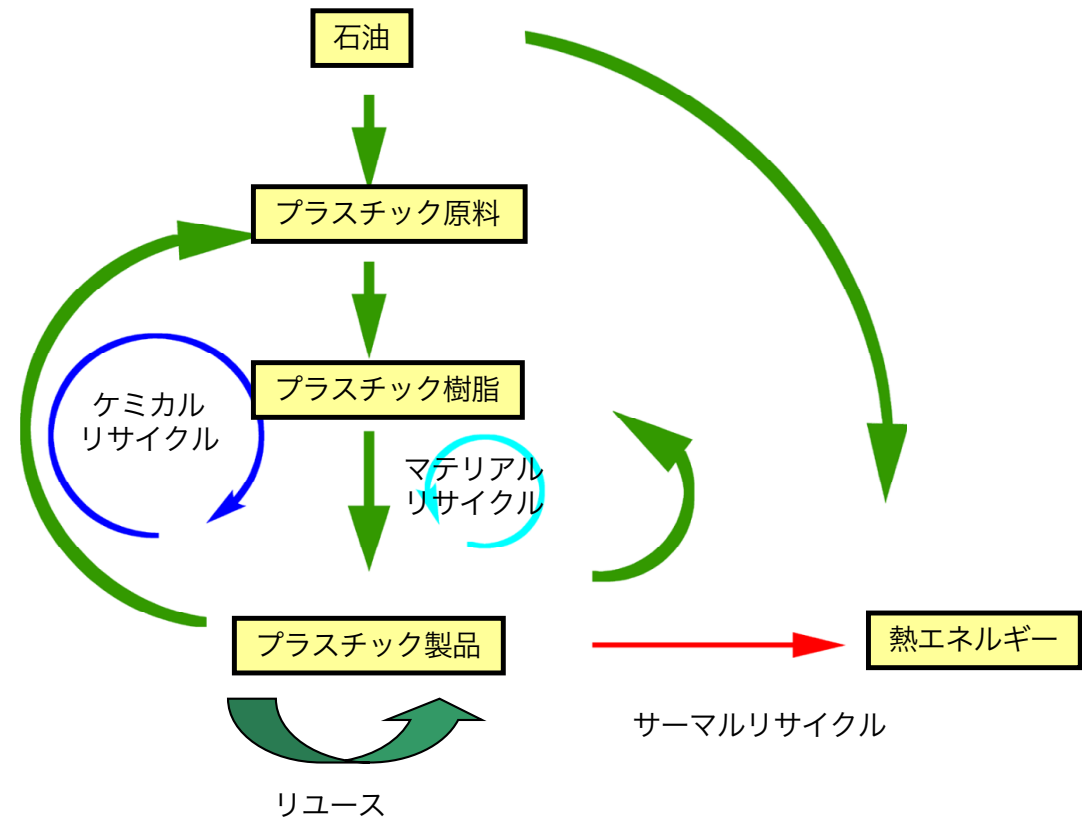 石油
プラスチック原料
プラスチック樹脂
ケミカル
リサイクル
マテリアル
リサイクル
プラスチック製品
熱エネルギー
サーマルリサイクル
リユース